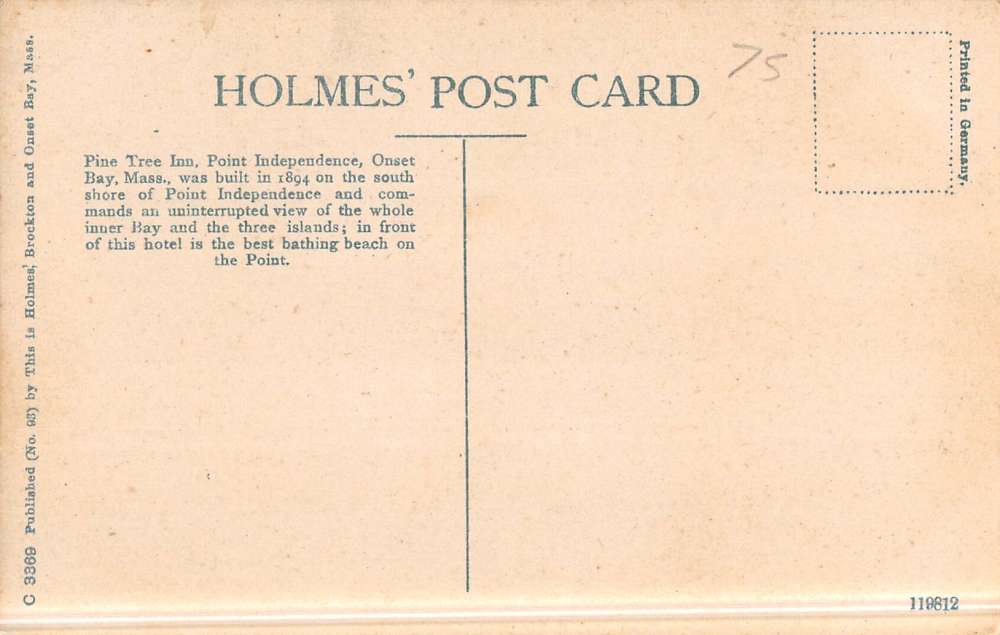 HOLMES' POST CARD
75
Pine Tree Inn, Point Independence, Onset
Bay, Mass., was built in 1894 on the south
shore of Point Independence and com-
mands an uninterrupted view of the whole
inner Bay and the three islands; in front
of this hotel is the best bathing beach on
the Point.
Printed in Germany.
C 3369 Published (No. 93) by This is Holmes', Brockton and Onset Bay, Mass.
119812